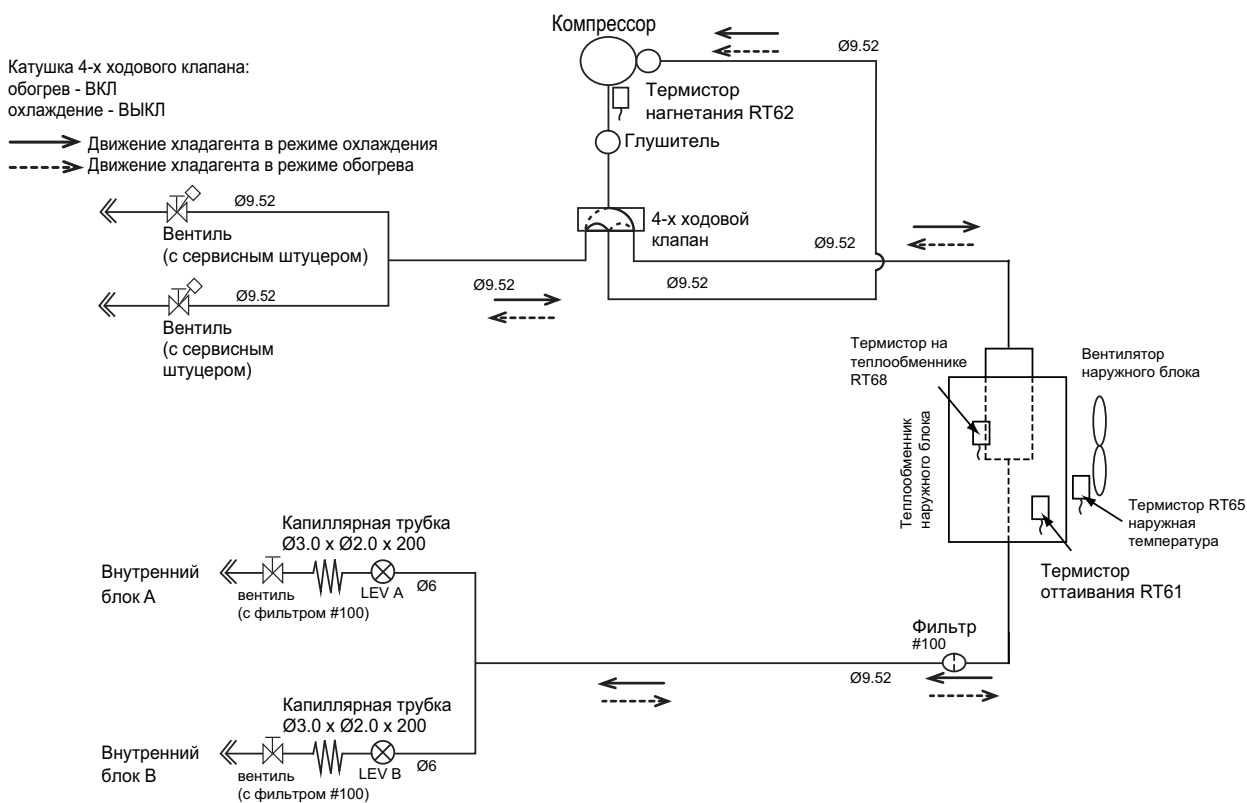 Компрессор
Ø9.52
Катушка 4-х ходового клапана:
обогрев - ВКЛ
охлаждение - ВЫКЛ
Термистор
нагнетания RT62
Глушитель
Движение хладагента в режиме охлаждения
Движение хладагента в режиме обогрева
Ø9.52
4-х ходовой
клапан
Вентиль
(с сервисным штуцером)
Ø9.52
Ø9.52
Ø9.52
Ø9.52
Вентиль
(с сервисным
штуцером)
Термистор на
теплообменнике
RT68
Вентилятор
наружного блока
Теплообменник
наружного блока
Термистор RT65
наружная
температура
Термистор
оттаивания RT61
Капиллярная трубка
Ø3.0 x Ø2.0 x 200
Внутренний
блок A
LEV A
Ø6
вентиль
(с фильтром #100)
Фильтр
#100
Ø9.52
Капиллярная трубка
Ø3.0 x Ø2.0 x 200
Внутренний
блок B
LEV B
Ø6
вентиль
(с фильтром #100)